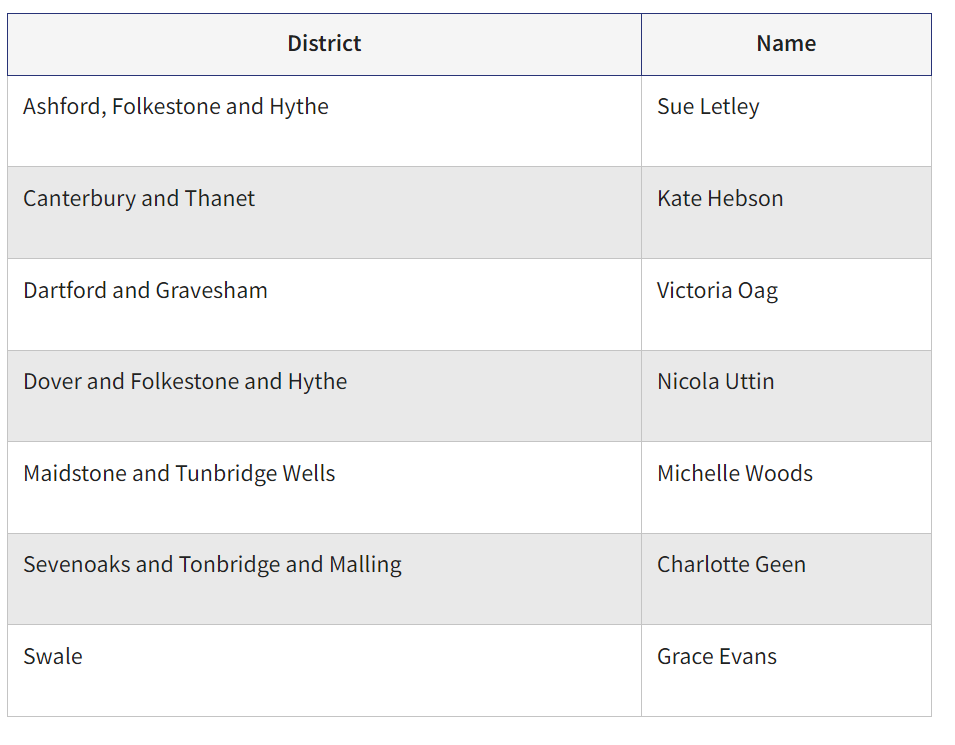 District Name
Ashford, Folkestone and Hythe Sue Letley
Canterbury and Thanet Kate Hebson
Dartford and Gravesham Victoria Oag
Dover and Folkestone and Hythe Nicola Uttin
Maidstone and Tunbridge Wells Michelle Woods
Sevenoaks and Tonbridge and Malling Charlotte Geen
Swale Grace Evans